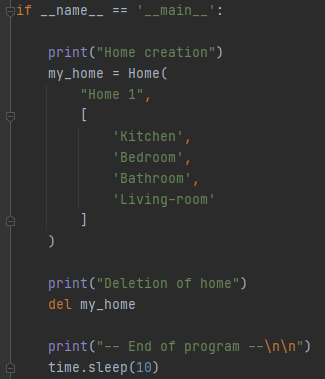 if __name__ == '__main__':
print("Home creation")
my_home = Home(
"Home 1",
[
'Kitchen',
'Bedroom',
'Bathroom',
'Living-room'
]
)
print("Deletion of home")
del my_home
print("-- End of program --\n\n")
time.sleep(10)